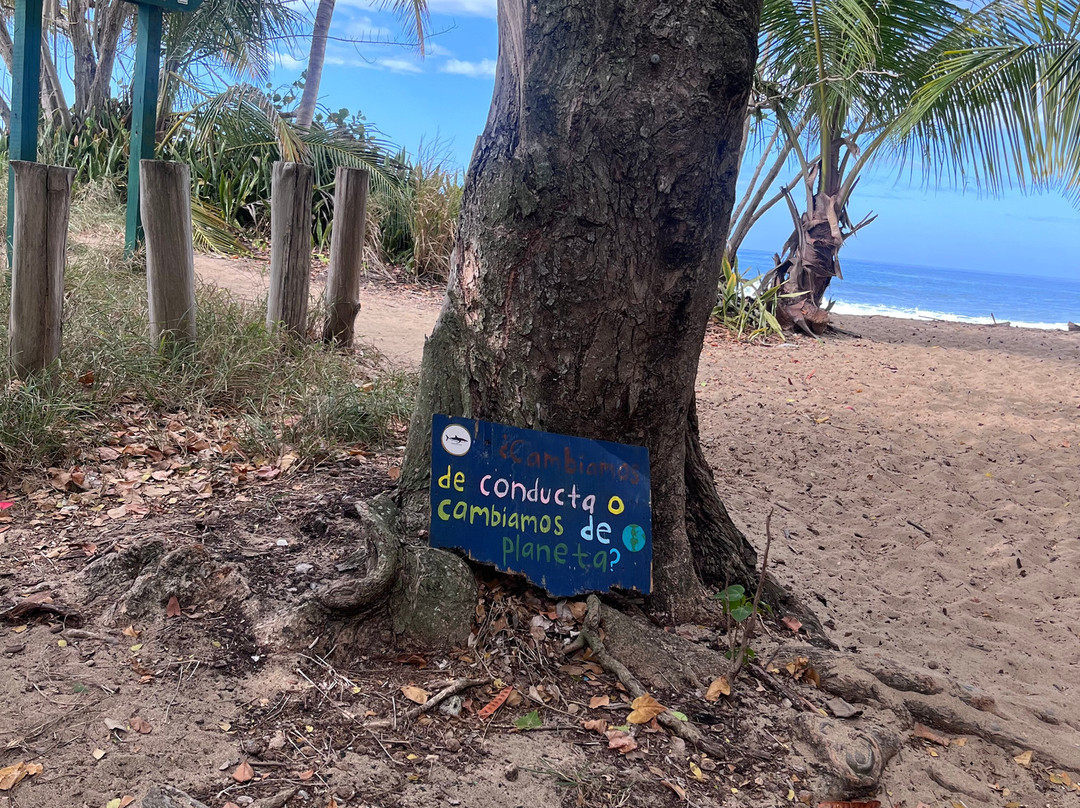 ¿Cambiamos
de conducta o
cambiamos de
planeta?